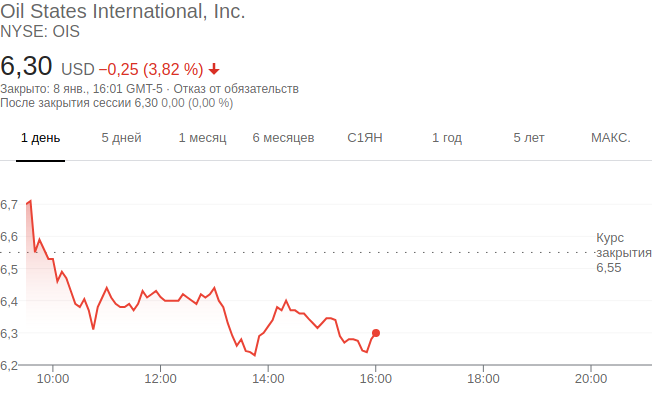 Oil States International, Inc.
NYSE: OIS
6,30 USD −0,25 (3,82 %)
Закрыто: 8 янв., 16:01 GMT-5 · Отказ от обязательств
После закрытия сессии 6,30 0,00 (0,00 %)
1 день 5 дней 1 месяц 6 месяцев С1ЯН 1 год 5 лет МАКС.
6,7
6,6
6,5
6,4
6,3
6,2
Курс
закрытия
6,55
10:00 12:00 14:00 16:00 18:00 20:00